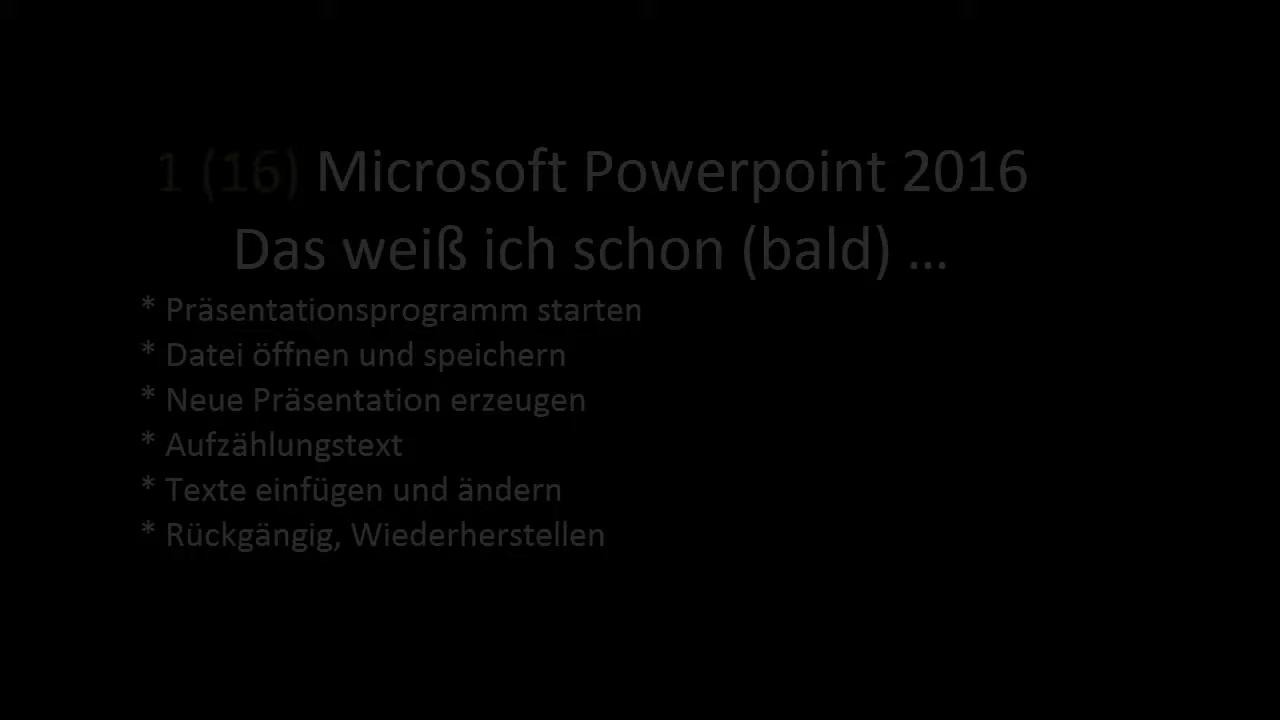 1 (16) Microsoft Powerpoint 2016
Das weiß ich schon (bald) …
* Präsentationsprogramm starten
* Datei öffnen und speichern
* Neue Präsentation erzeugen
* Aufzählungstext
* Texte einfügen und ändern
* Rückgängig, Wiederherstellen